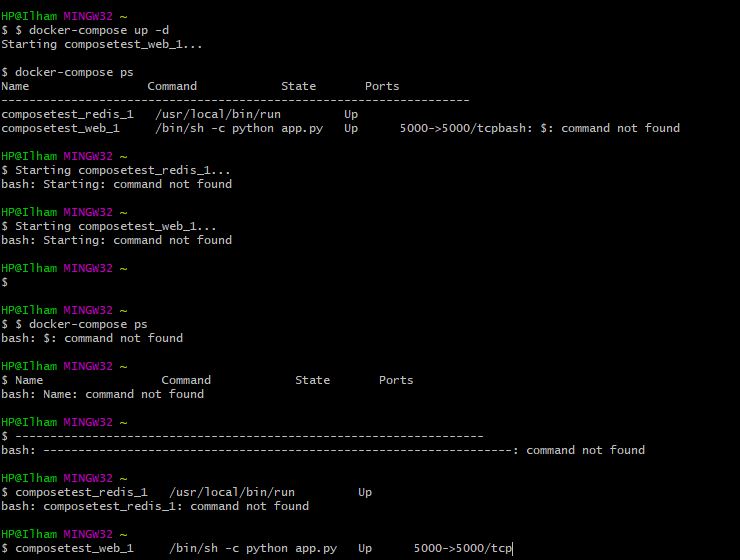 HP@Ilham MINGW32 ~
$ $ docker-compose up -d
Starting composetest_web_1...
$ docker-compose ps
Name                 Command            State       Ports
-------------------------------------------------------------------
composetest_redis_1   /usr/local/bin/run         Up
composetest_web_1     /bin/sh -c python app.py   Up      5000->5000/tcpbash: $: command not found
HP@Ilham MINGW32 ~
$ Starting composetest_redis_1...
bash: Starting: command not found
HP@Ilham MINGW32 ~
$ Starting composetest_web_1...
bash: Starting: command not found
HP@Ilham MINGW32 ~
$
HP@Ilham MINGW32 ~
$ $ docker-compose ps
bash: $: command not found
HP@Ilham MINGW32 ~
$ Name                 Command            State       Ports
bash: Name: command not found
HP@Ilham MINGW32 ~
$ -------------------------------------------------------------------
bash: -------------------------------------------------------------------: command not found
HP@Ilham MINGW32 ~
$ composetest_redis_1   /usr/local/bin/run         Up
bash: composetest_redis_1: command not found
HP@Ilham MINGW32 ~
$ composetest_web_1     /bin/sh -c python app.py   Up      5000->5000/tcp